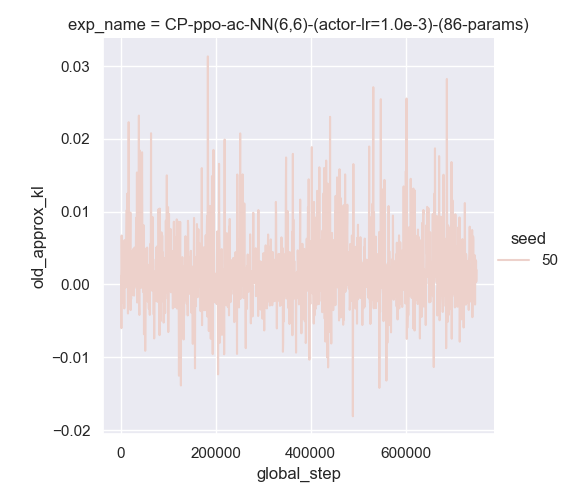 exp_name = CP-ppo-ac-NN(6,6)-(actor-lr=1.0e-3)-(86-params)
0.03
0.02
0.01
0.00
−0.01
−0.02
old_approx_kl
0 200000 400000 600000
global_step
seed
50